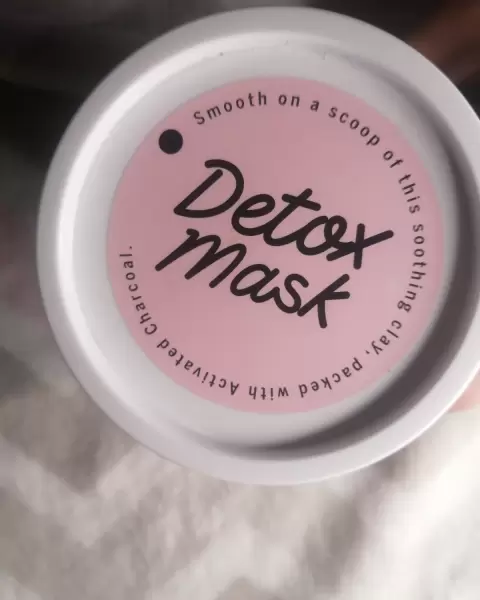 Smooth on a scoop of this soothing clay, packed with Activated Charcoal.
Detox
Mask